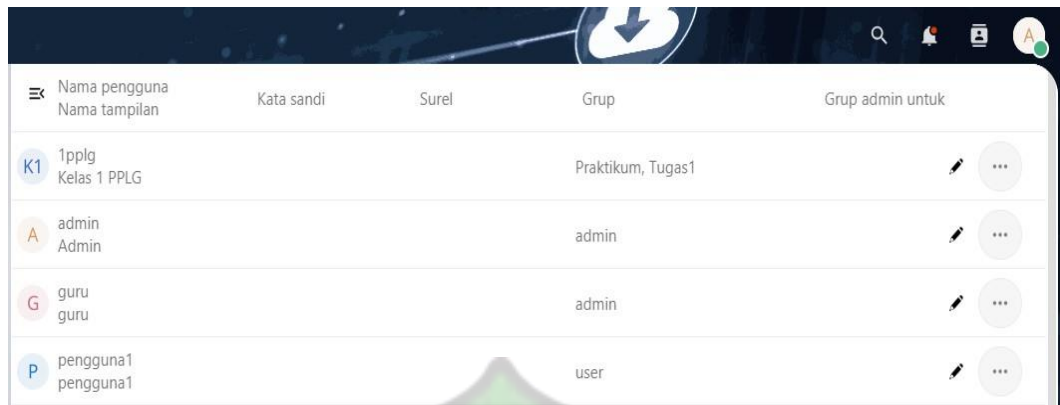 A
Nama pengguna
Nama tampilan
Kata sandi
Surel
Grup
Grup admin untuk
K1
1pplg
Kelas 1 PPLG
Praktikum, Tugas1
A
admin
Admin
admin
G
guru
guru
admin
P
pengguna1
pengguna1
user